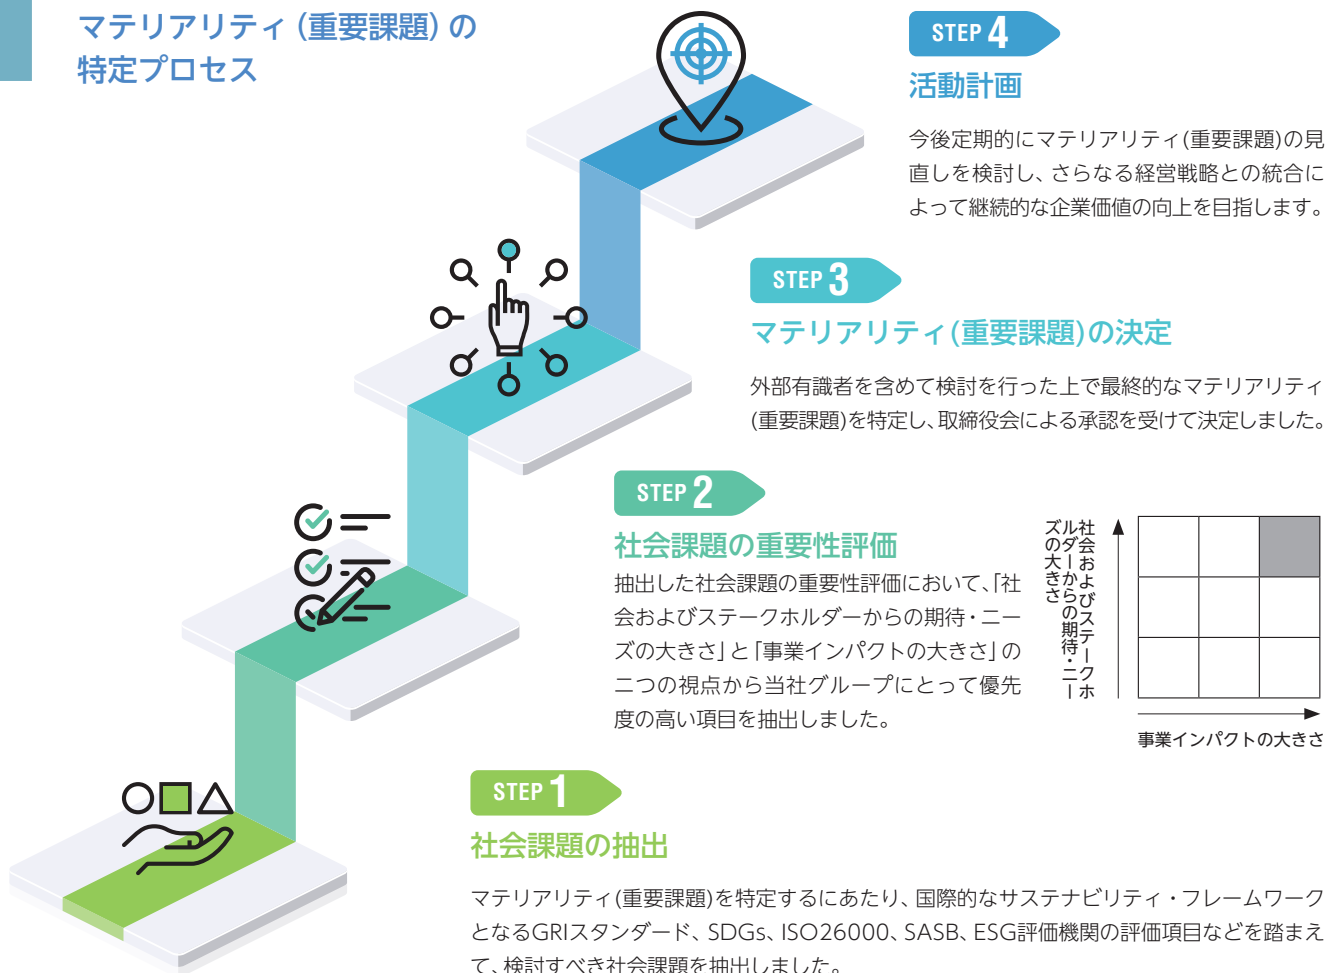 マテリアリティ（重要課題）の
特定プロセス
STEP 4
活動計画
今後定期的にマテリアリティ(重要課題)の見
直しを検討し、さらなる経営戦略との統合に
よって継続的な企業価値の向上を目指します。
STEP 3
マテリアリティ(重要課題)の決定
外部有識者を含めて検討を行った上で最終的なマテリアリティ
(重要課題)を特定し、取締役会による承認を受けて決定しました。
STEP 2
社会課題の重要性評価
抽出した社会課題の重要性評価において、「社
会およびステークホルダーからの期待・ニー
ズの大きさ」と「事業インパクトの大きさ」の
二つの視点から当社グループにとって優先
度の高い項目を抽出しました。
社会およびステークホ
ルダーからの期待・ニー
ズの大きさ
事業インパクトの大きさ
STEP 1
社会課題の抽出
マテリアリティ(重要課題)を特定するにあたり、国際的なサステナビリティ・フレームワーク
となるGRIスタンダード、SDGs、ISO26000、SASB、ESG評価機関の評価項目などを踏まえ
て、検討すべき社会課題を抽出しました。